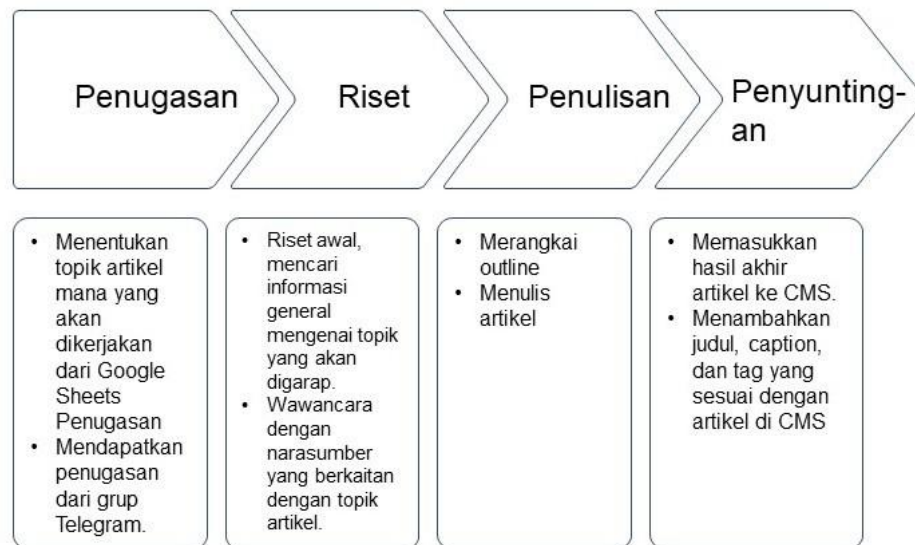 Penugasan
Riset
Penulisan
Penyunting-
an
• Menentukan
topik artikel
mana yang
akan
dikerjakan
dari Google
Sheets
Penugasan
• Mendapatkan
penugasan
dari grup
Telegram.
• Riset awal,
mencari
informasi
general
mengenai topik
yang akan
digarap.
• Wawancara
dengan
narasumber
yang berkaitan
dengan topik
artikel.
• Merangkai
outline
• Menulis
artikel
• Memasukkan
hasil akhir
artikel ke CMS.
• Menambahkan
judul, caption,
dan tag yang
sesuai dengan
artikel di CMS